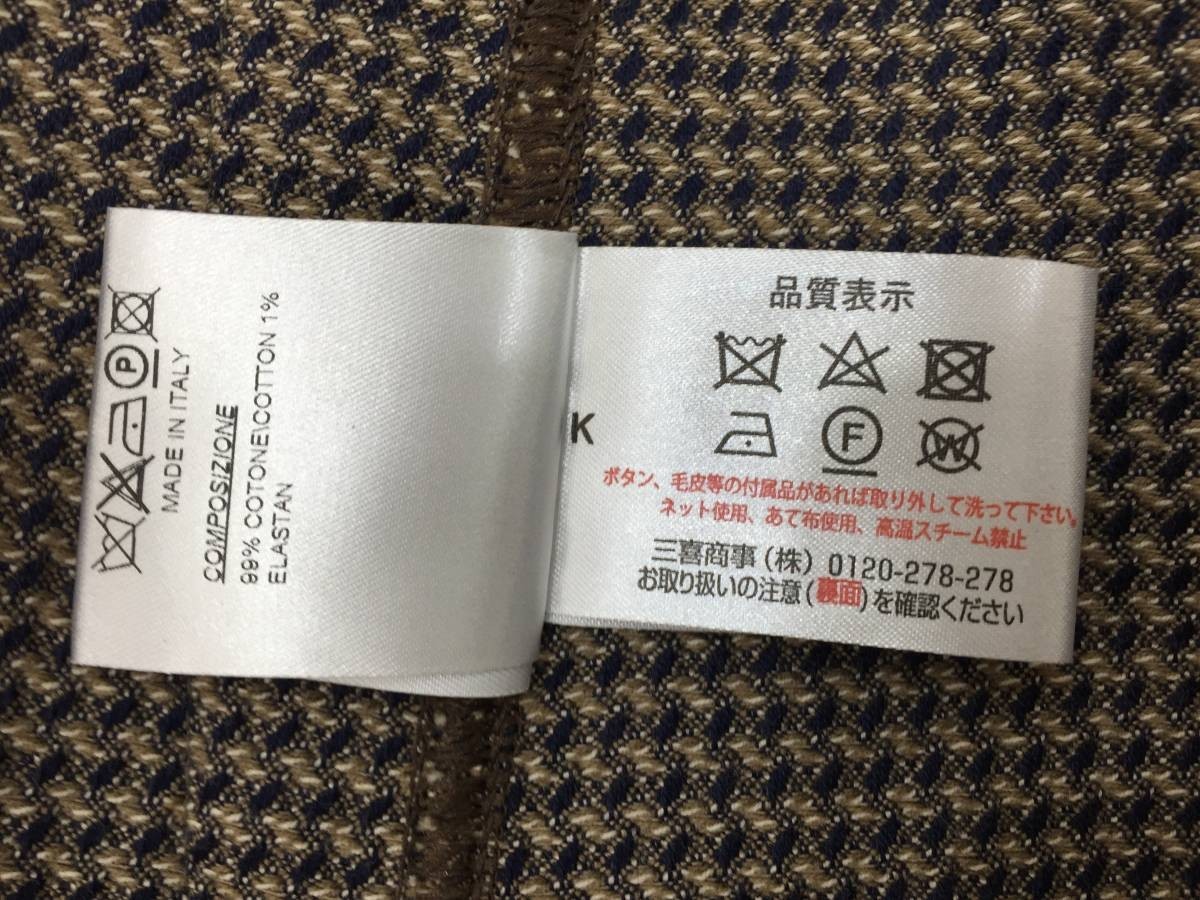 MADE IN ITALY
COMPOSIZIONE
99% COTONE\COTTON 1%
ELASTAN
P
K
品質表示
F
W
ボタン、毛皮等の付属品があれば取り外して洗って下さい。
ネット使用、あて布使用、高温スチーム禁止
三喜商事(株) 0120-278-278
お取り扱いの注意(裏面)を確認ください